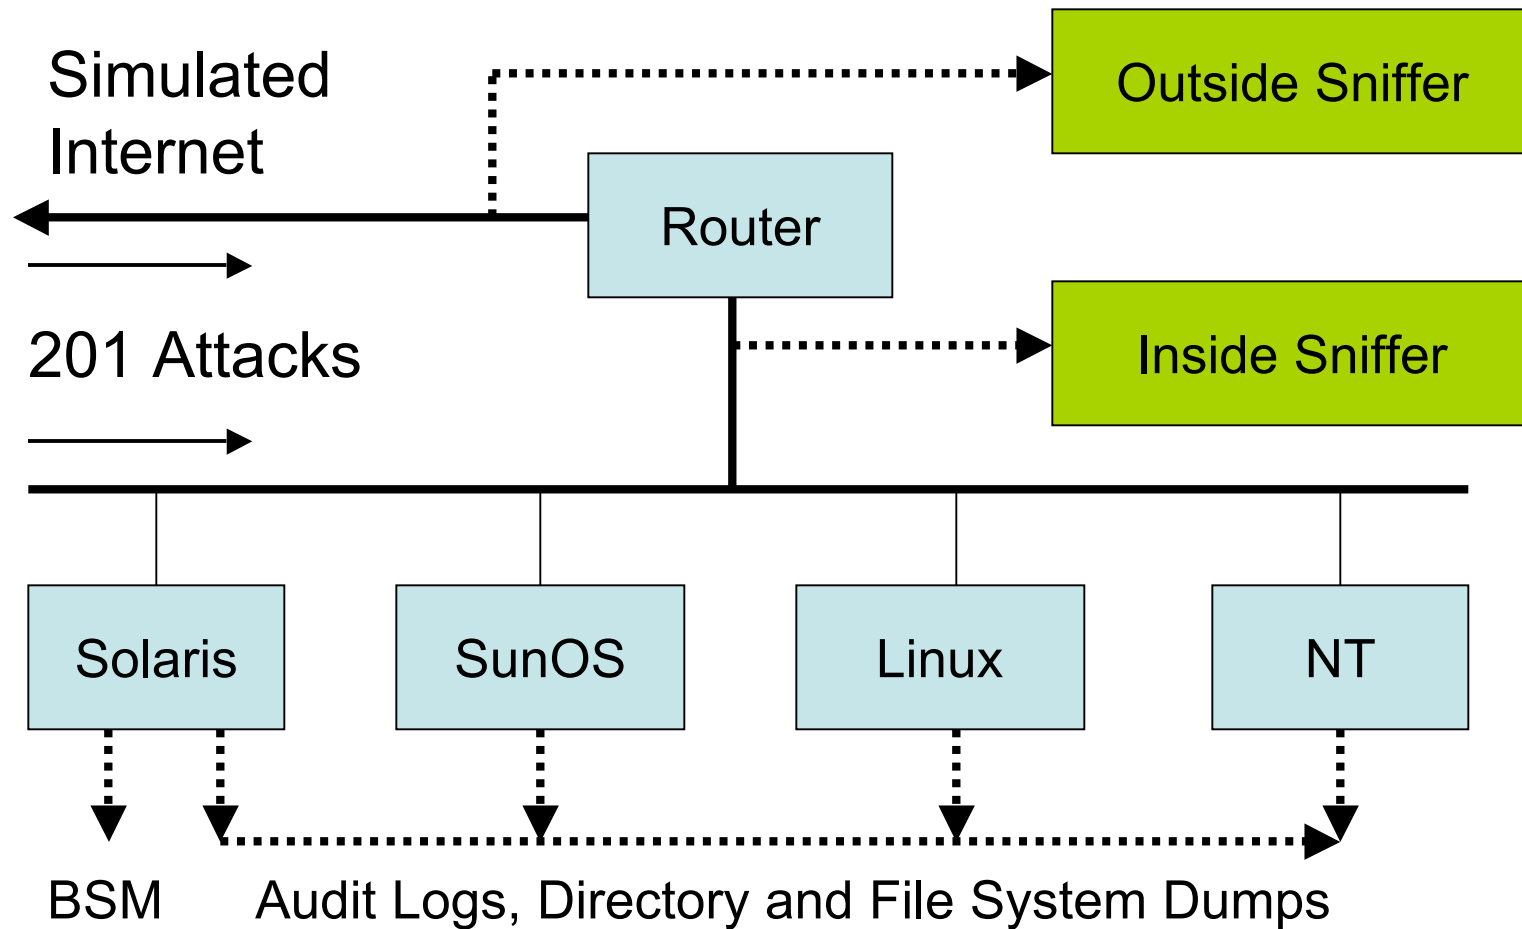 Simulated
Internet
Outside Sniffer
Router
Inside Sniffer
201 Attacks
Solaris
SunOS
Linux
NT
BSM
Audit Logs, Directory and File System Dumps